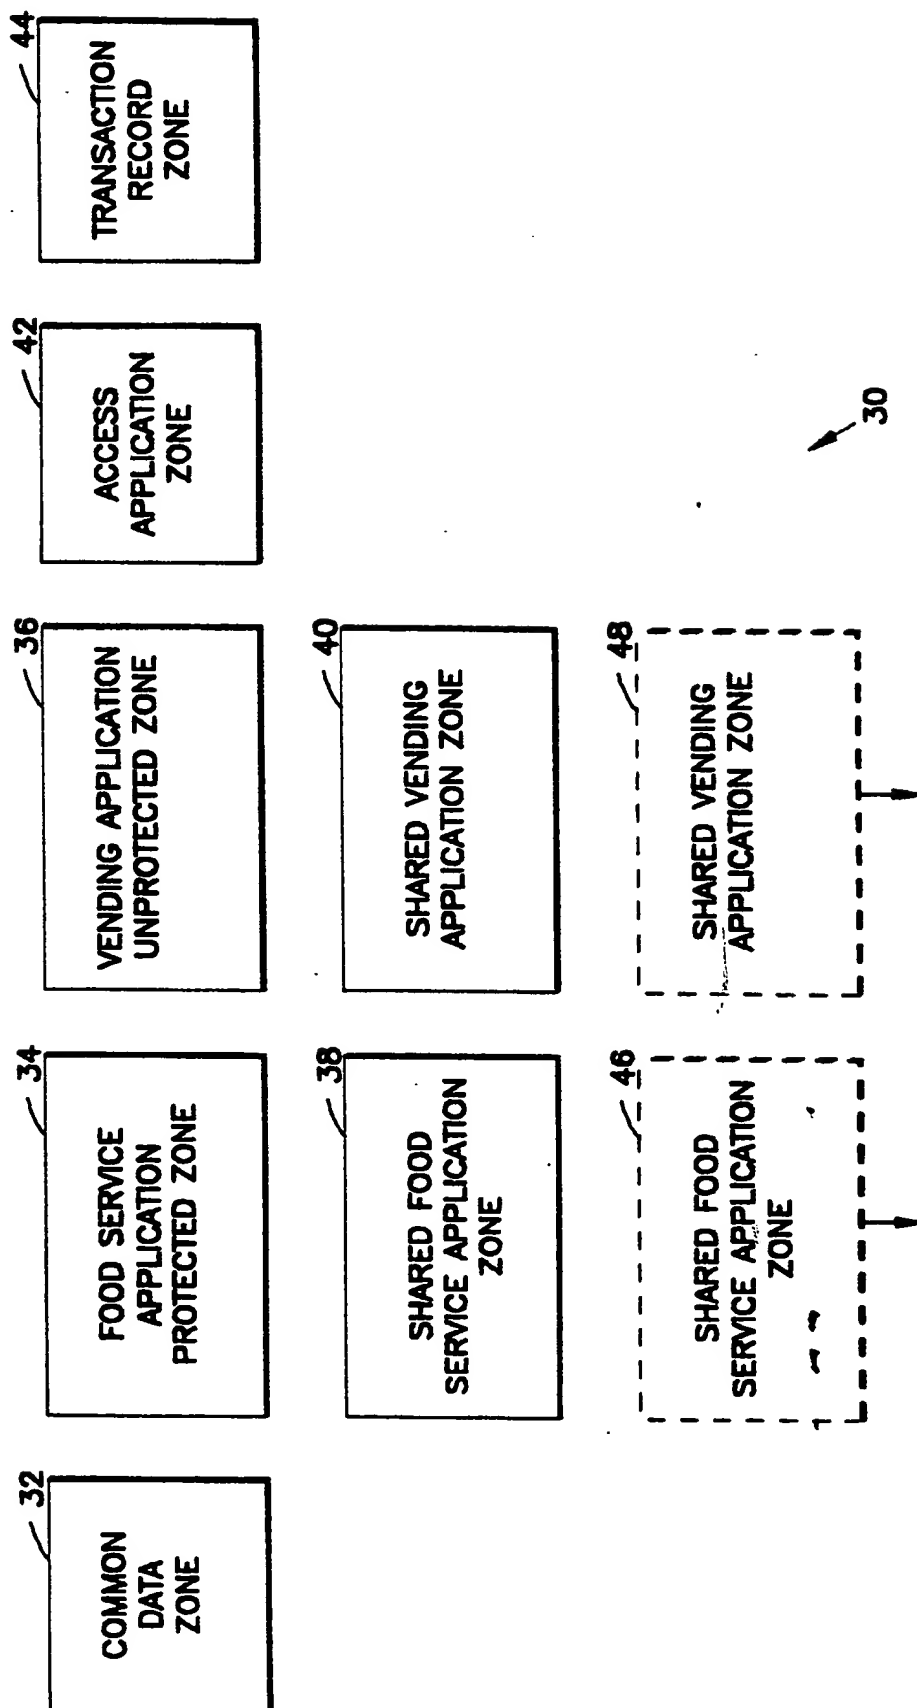 32
COMMON
DATA
ZONE
34
FOOD SERVICE
APPLICATION
PROTECTED ZONE
36
VENDING APPLICATION
UNPROTECTED ZONE
42
ACCESS
APPLICATION
ZONE
44
TRANSACTION
RECORD
ZONE
38
SHARED FOOD
SERVICE APPLICATION
ZONE
40
SHARED VENDING
APPLICATION ZONE
46
SHARED FOOD
SERVICE APPLICATION
ZONE
48
SHARED VENDING
APPLICATION ZONE
30